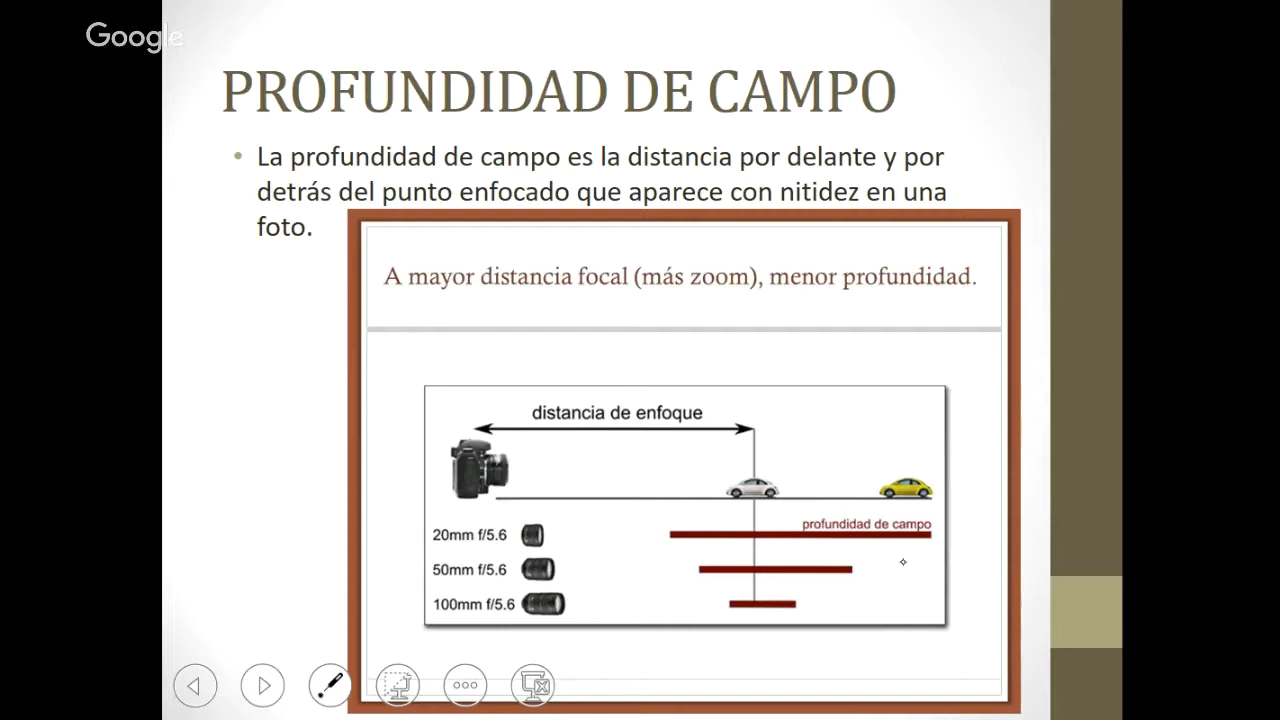 Google
PROFUNDIDAD DE CAMPO
• La profundidad de campo es la distancia por delante y por
detrás del punto enfocado que aparece con nitidez en una
foto.
A mayor distancia focal (más zoom), menor profundidad.
distancia de enfoque
profundidad de campo
20mm f/5.6
50mm f/5.6
100mm f/5.6